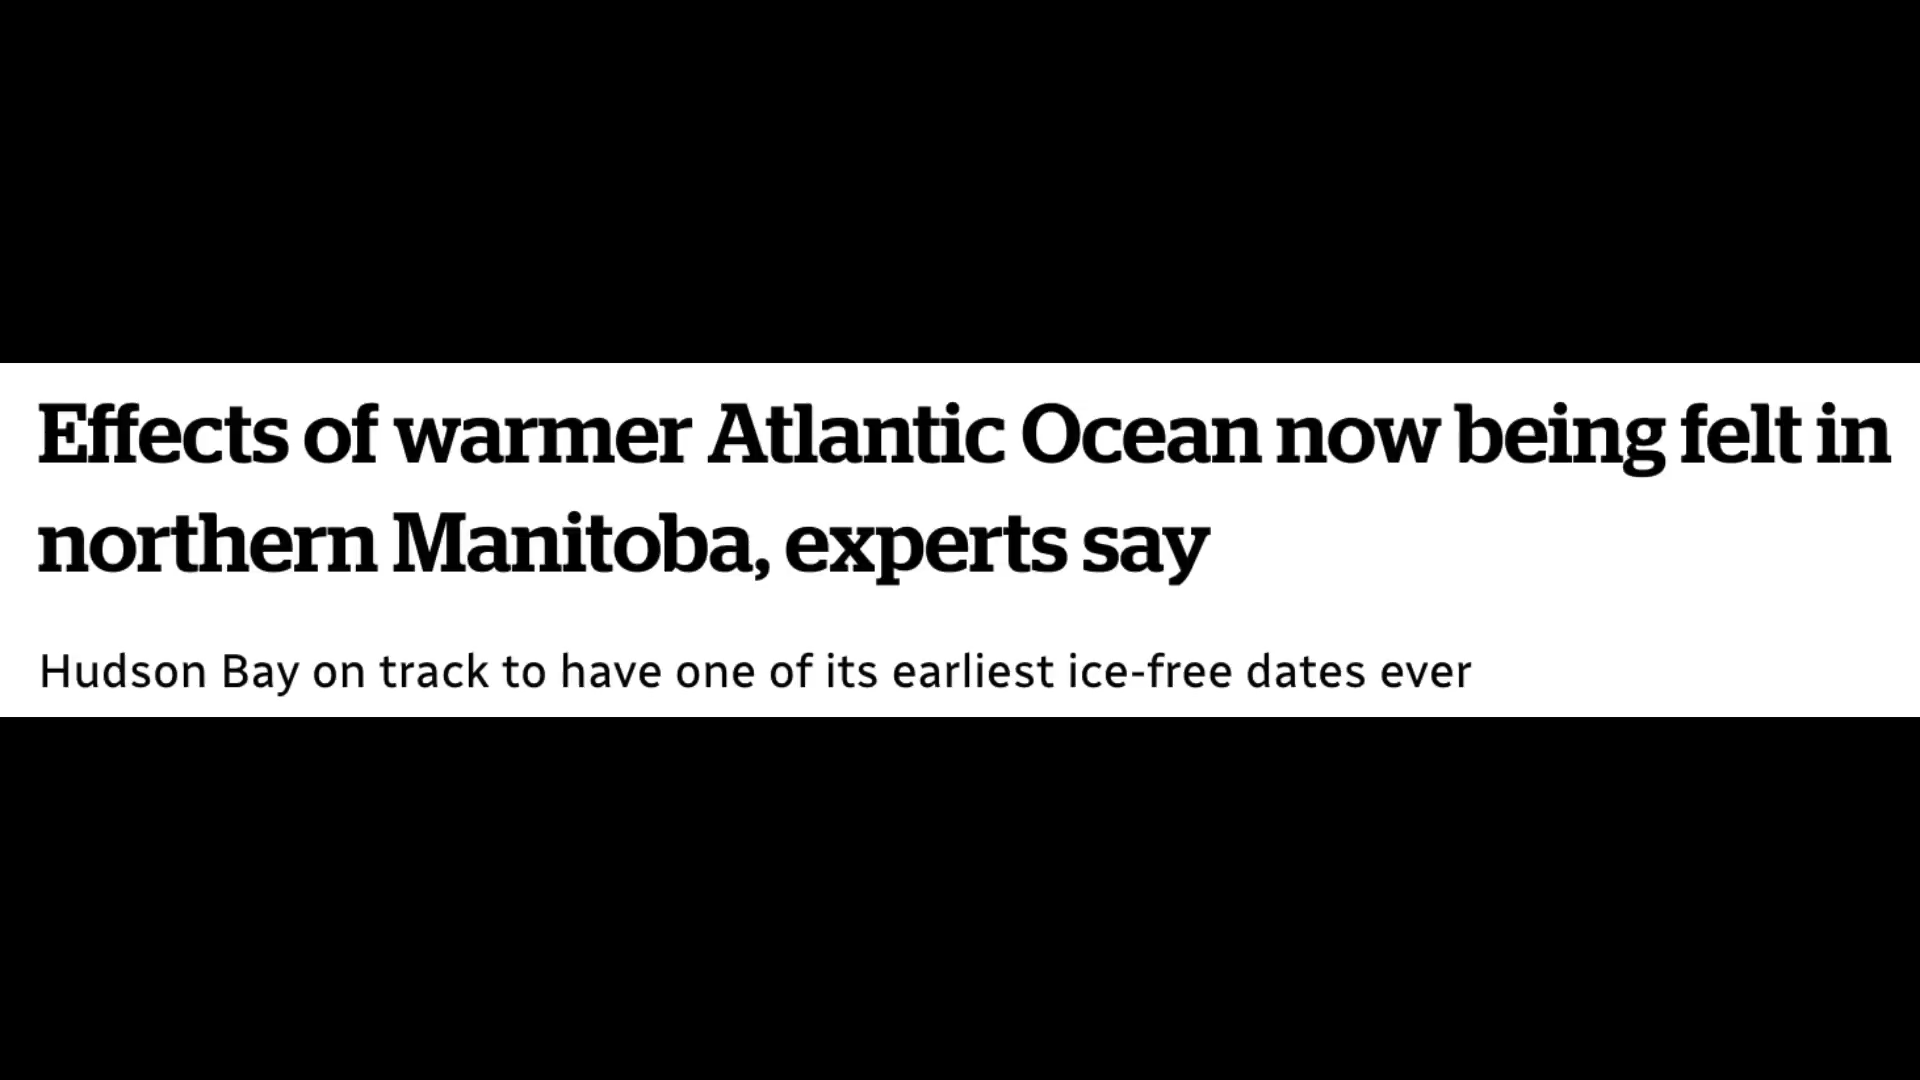 Effects of warmer Atlantic Ocean now being felt in
northern Manitoba, experts say
Hudson Bay on track to have one of its earliest ice-free dates ever